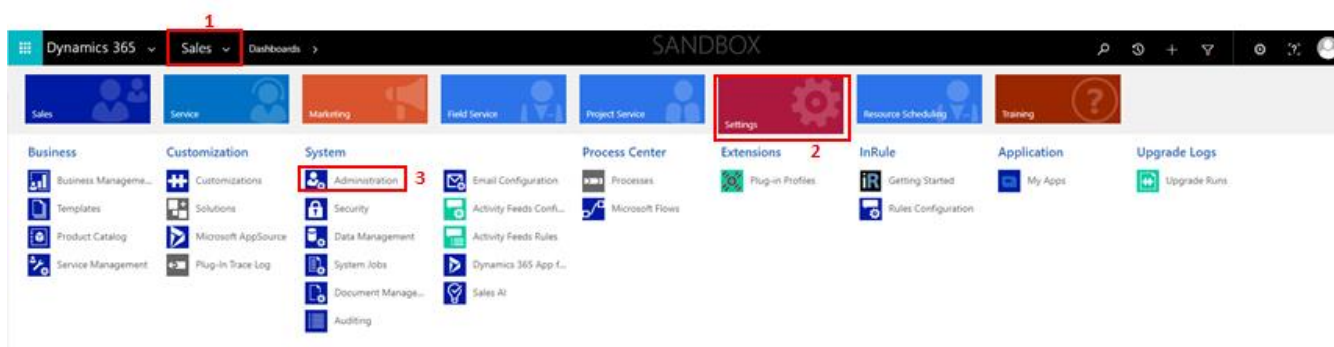 1
Dynamics 365 Sales Dashboards > SANDBOX
Sales Service Marketing Field Service Project Service Settings Resource Scheduling Training
2
Business Customization System Process Center Extensions InRule Application Upgrade Logs
Business Manageme... Customizations Administration 3 Email Configuration Processes Plug-in Profiles Getting Started My Apps Upgrade Runs
Templates Solutions Security Activity Feeds Confi... Microsoft Flows Rules Configuration
Product Catalog Microsoft AppSource Data Management Activity Feeds Rules
Service Management Plug-In Trace Log System Jobs Dynamics 365 App f...
Document Manage... Sales AI
Auditing